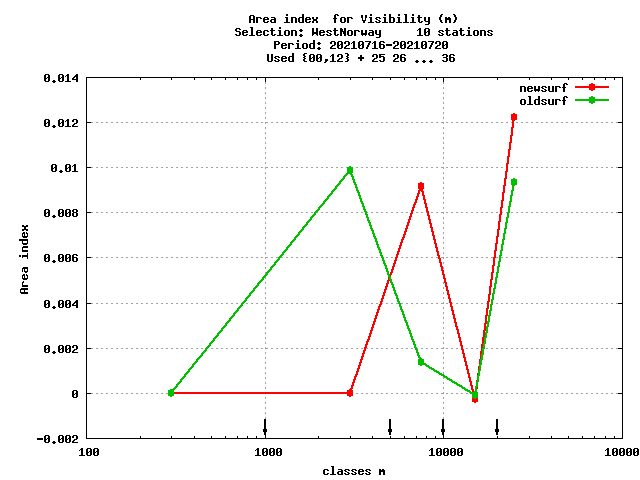 Area index  for Visibility (m)
Selection: WestNorway     10 stations
Period: 20210716-20210720
Used {00,12} + 25 26 ... 36
newsurf
oldsurf
0.014
0.012
0.01
0.008
0.006
0.004
0.002
0
-0.002
Area index
100 1000 10000 10000
classes m